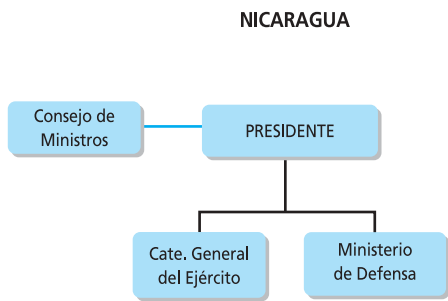 NICARAGUA
Consejo de
Ministros
PRESIDENTE
Cate. General
del Ejército
Ministerio
de Defensa